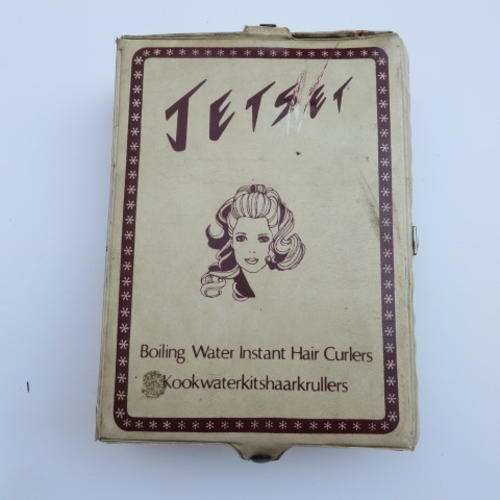 JETSET
Boiling Water Instant Hair Curlers
Kookwaterkitshaarkrullers